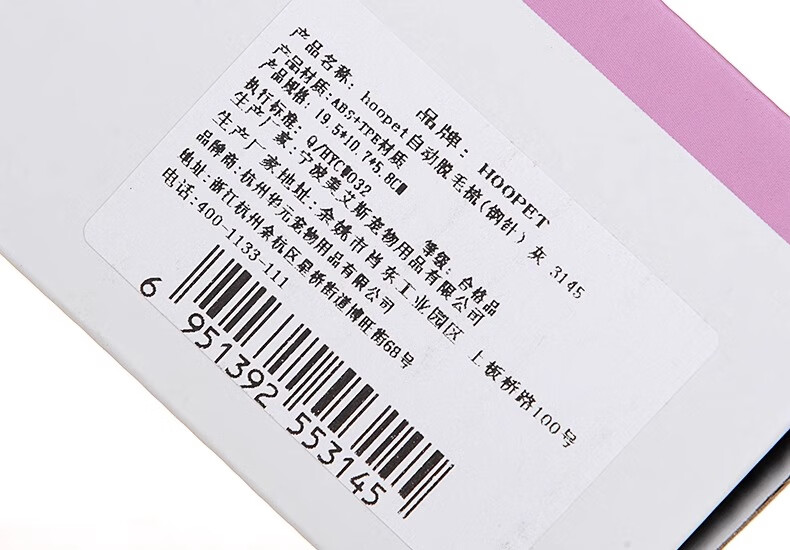 品牌: HOOPET
产品名称: hoopet自动脱毛梳(钢针) 灰 3145
产品材质:ABS+TPE材质
产品规格: 19.5*10.7*5.8CM
执行标准: Q/HYCW032 等级: 合格品
生产厂家:宁波美艾斯宠物用品有限公司
生产厂家地址:余姚市肖东工业园区 上板桥路100号
品牌商:杭州华元宠物用品有限公司
地址:浙江杭州余杭区星桥街道博旺街68号
电话:400-1133-111
6 951392 553145